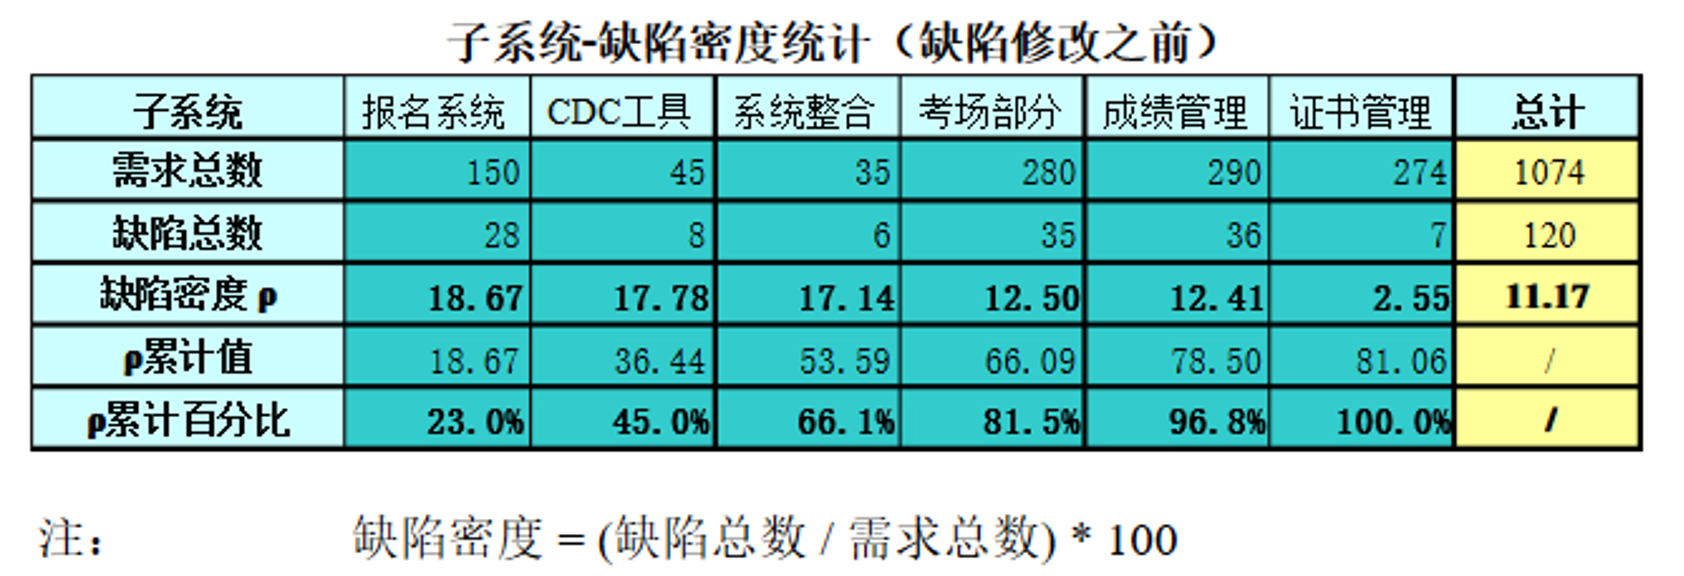 子系统-缺陷密度统计（缺陷修改之前）
子系统 报名系统 CDC工具 系统整合 考场部分 成绩管理 证书管理 总计
需求总数 150 45 35 280 290 274 1074
缺陷总数 28 8 6 35 36 7 120
缺陷密度 ρ 18.67 17.78 17.14 12.50 12.41 2.55 11.17
ρ累计值 18.67 36.44 53.59 66.09 78.50 81.06 /
ρ累计百分比 23.0% 45.0% 66.1% 81.5% 96.8% 100.0% /
注： 缺陷密度 = (缺陷总数 / 需求总数) * 100